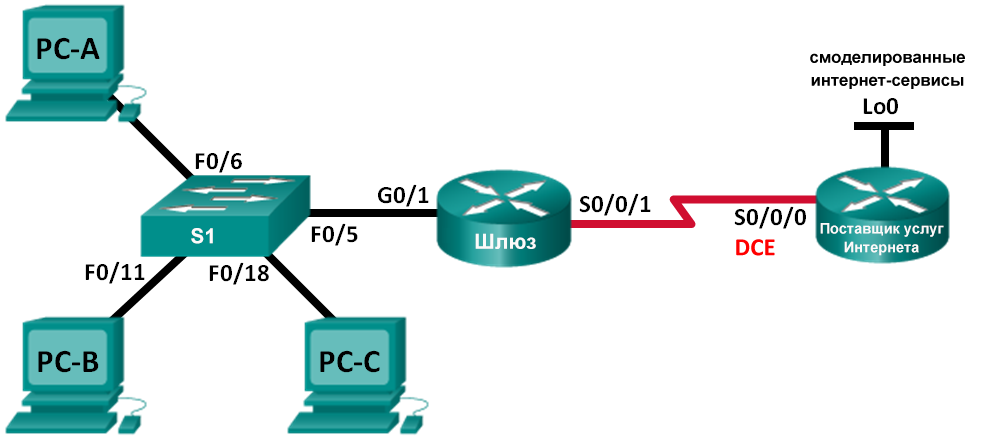 PC-A
смоделированные
интернет-сервисы
Lo0
F0/6
G0/1
S0/0/1
S0/0/0
DCE
S1
F0/5
Шлюз
Поставщик услуг
Интернета
F0/11
F0/18
PC-B
PC-C